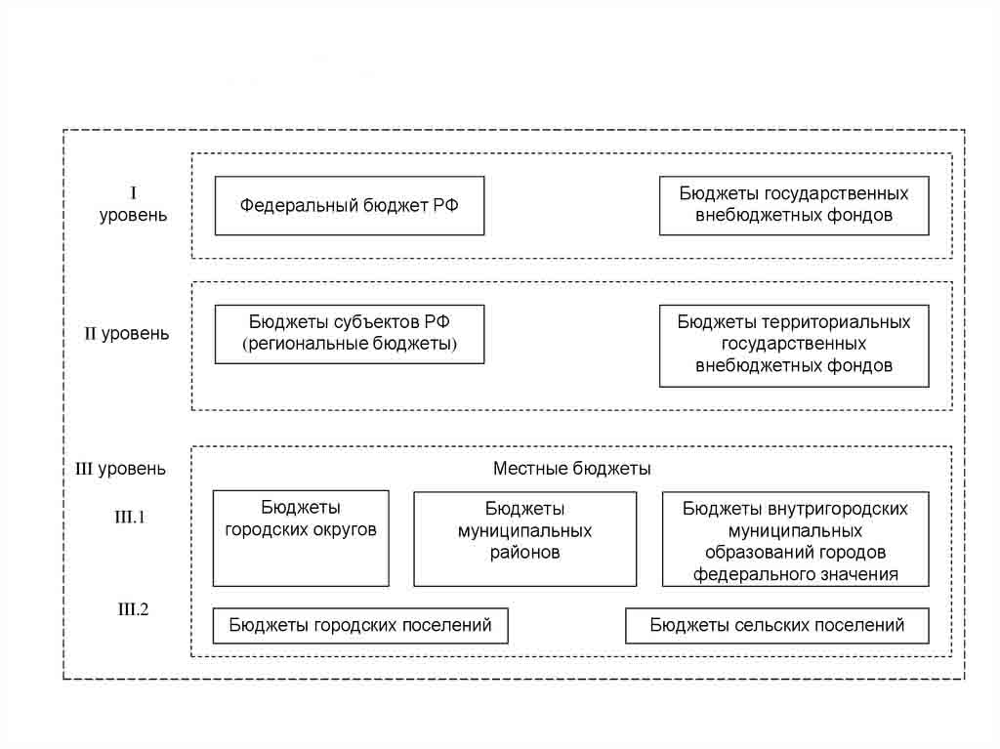 I
уровень
Федеральный бюджет РФ
Бюджеты государственных
внебюджетных фондов
II уровень
Бюджеты субъектов РФ
(региональные бюджеты)
Бюджеты территориальных
государственных
внебюджетных фондов
III уровень
Местные бюджеты
III.1
Бюджеты
городских округов
Бюджеты
муниципальных
районов
Бюджеты внутригородских
муниципальных
образований городов
федерального значения
III.2
Бюджеты городских поселений
Бюджеты сельских поселений